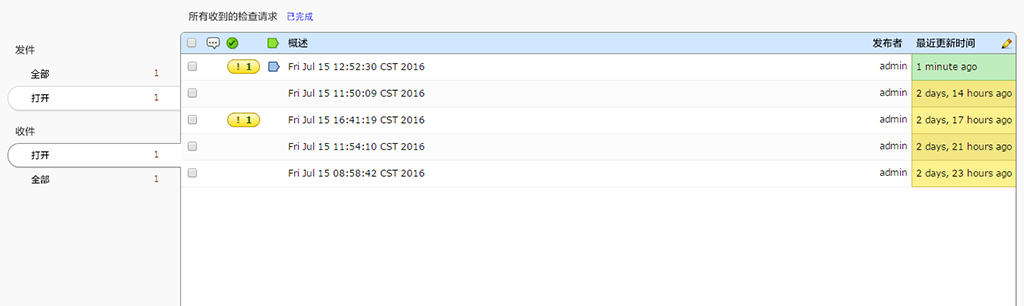 所有收到的检查请求 已完成
发件
全部 1
打开 1
收件
打开 1
全部 1
概述 发布者 最近更新时间
! 1 Fri Jul 15 12:52:30 CST 2016 admin 1 minute ago
Fri Jul 15 11:50:09 CST 2016 admin 2 days, 14 hours ago
! 1 Fri Jul 15 16:41:19 CST 2016 admin 2 days, 17 hours ago
Fri Jul 15 11:54:10 CST 2016 admin 2 days, 21 hours ago
Fri Jul 15 08:58:42 CST 2016 admin 2 days, 23 hours ago